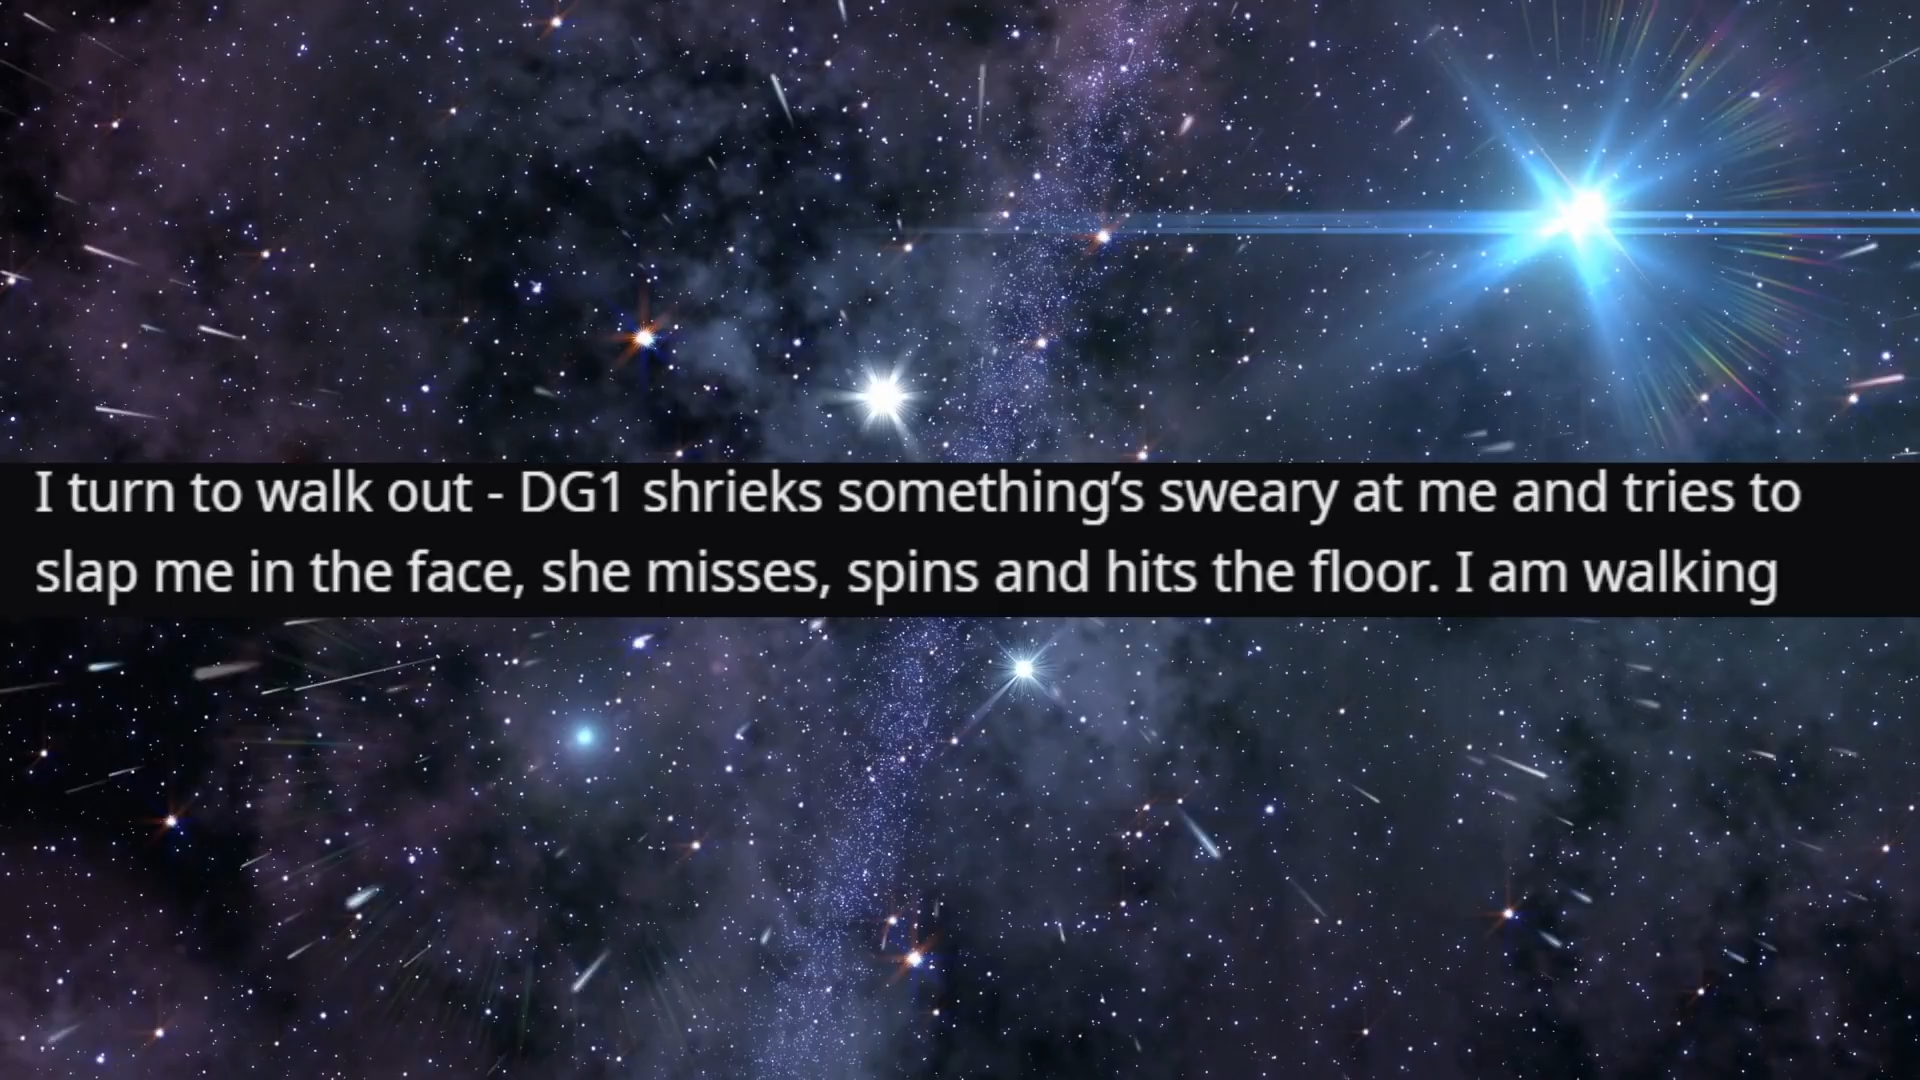 I turn to walk out - DG1 shrieks something’s sweary at me and tries to
slap me in the face, she misses, spins and hits the floor. I am walking